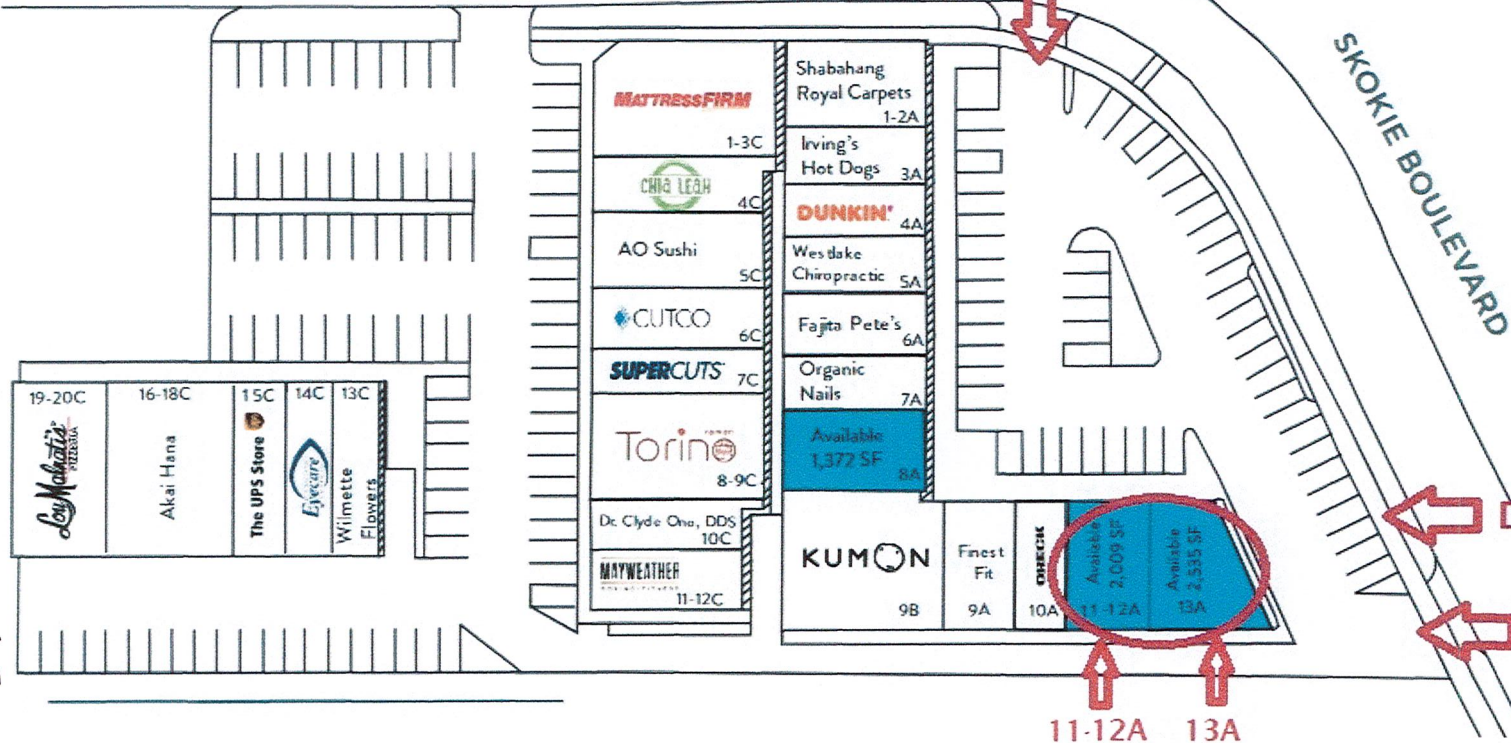 SKOKIE BOULEVARD
MATTRESSFIRM
1-3C
CHIA LEAH
4C
AO Sushi
5C
CUTCO
6C
SUPERCUTS
7C
Torino
ramen
8-9C
Dr. Clyde Ono, DDS
10C
MAYWEATHER
11-12C
Shabahang
Royal Carpets
1-2A
Irving's
Hot Dogs
3A
DUNKIN'
4A
Westlake
Chiropractic
5A
Fajita Pete's
6A
Organic
Nails
7A
Available
1,372 SF
8A
KUMON
9B
Finest
Fit
9A
ORECK
10A
Available
2,009 SF
11-12A
Available
2,535 SF
13A
19-20C
Lou Malnati's
PIZZERIA
16-18C
Akai Hana
15C
The UPS Store
14C
Eyecare
13C
Wilmette
Flowers
11-12A
13A